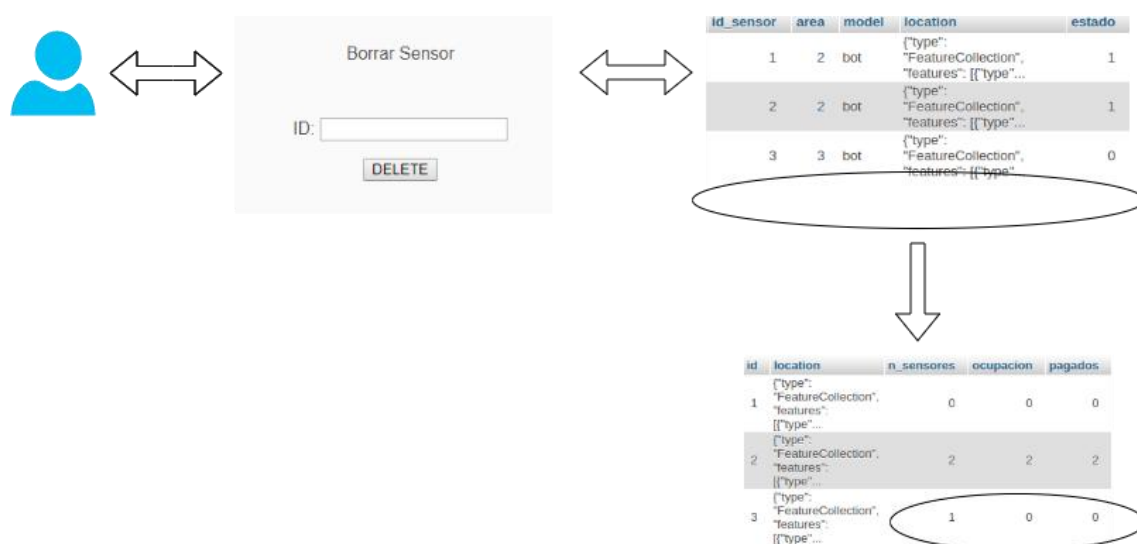 Borrar Sensor
ID:
DELETE
id_sensor area model location estado
{"type":
1 2 bot "FeatureCollection", 1
"features": [{"type"...
{"type":
2 2 bot "FeatureCollection", 1
"features": [{"type"...
{"type":
3 3 bot "FeatureCollection", 0
"features": [{"type"
id location n_sensores ocupacion pagados
{"type":
1 "FeatureCollection", 0 0 0
"features":
[{"type"...
{"type":
2 "FeatureCollection", 2 2 2
"features":
[{"type"...
{"type":
3 "FeatureCollection", 1 0 0
"features":
[{"type"...